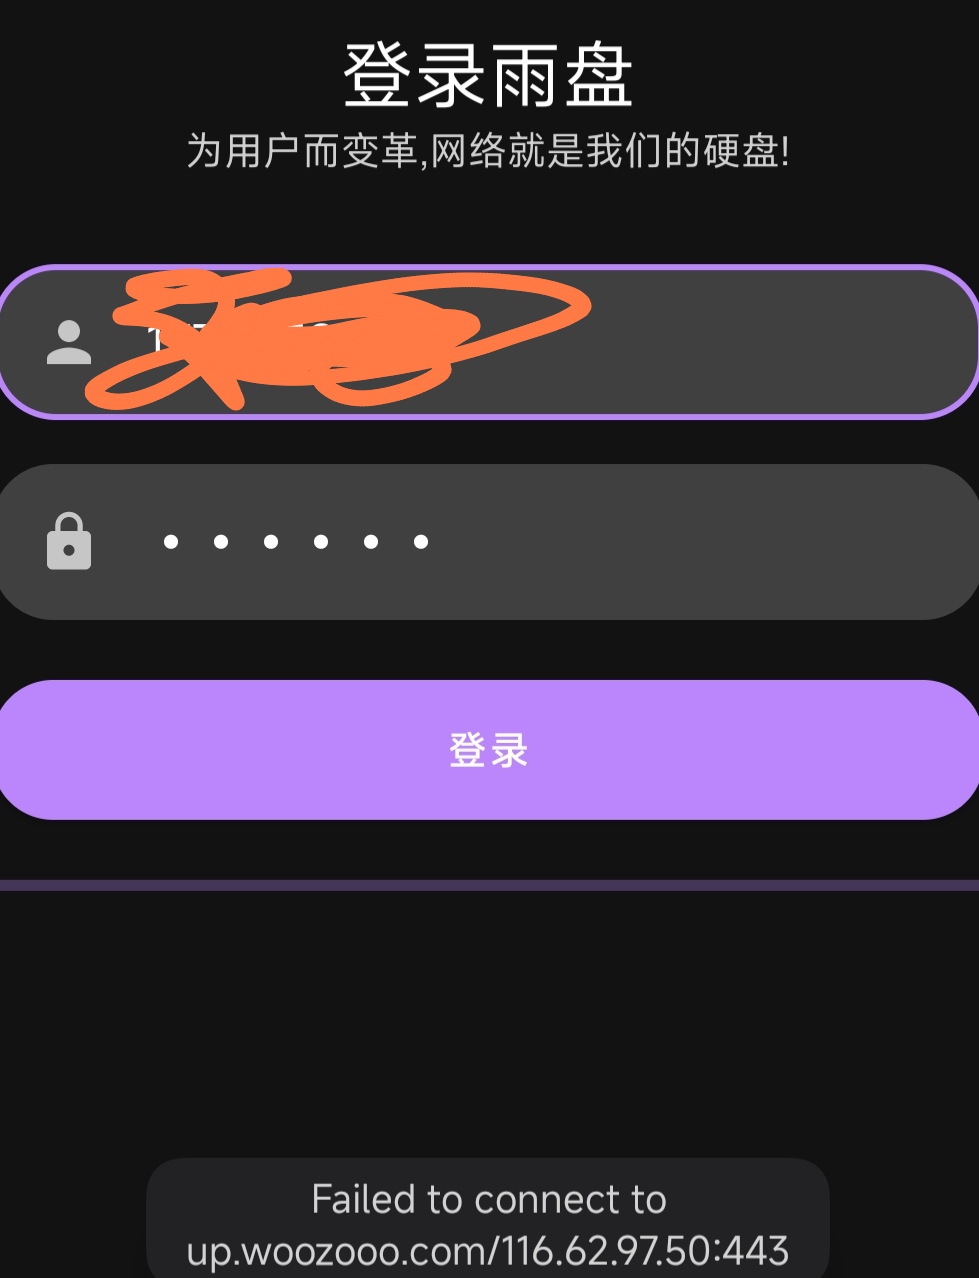 登录雨盘
为用户而变革,网络就是我们的硬盘!
登录
Failed to connect to
up.woozooo.com/116.62.97.50:443